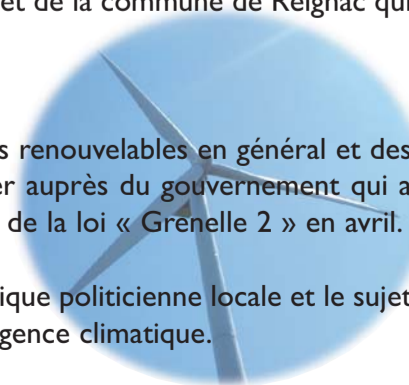 et de la commune de Reignac qui
s renouvelables en général et des
er auprès du gouvernement qui a
de la loi « Grenelle 2 » en avril.
ique politicienne locale et le sujet
gence climatique.